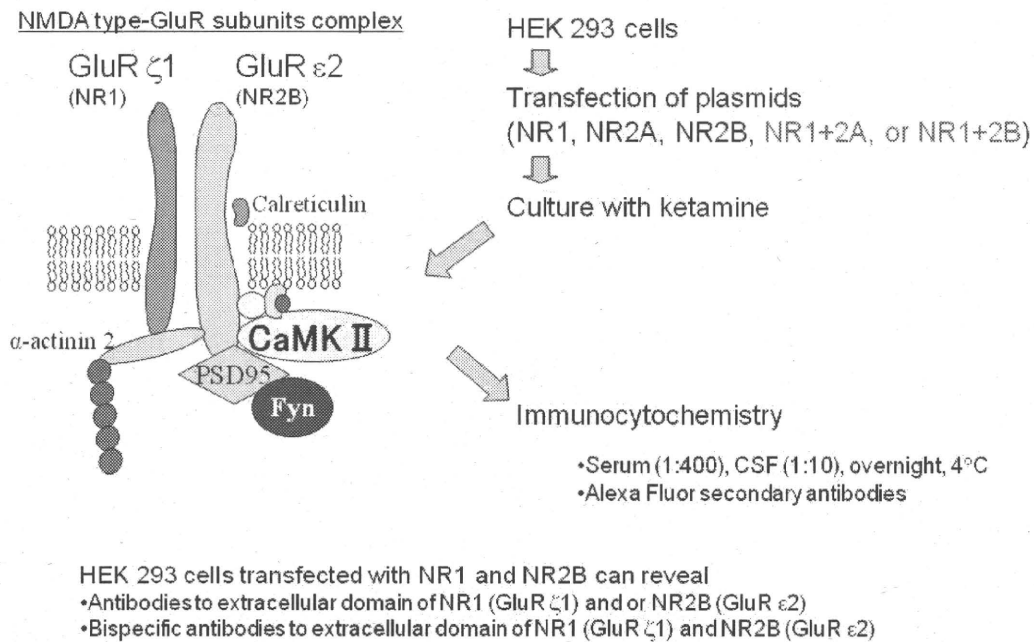 NMDA type-GluR subunits complex
GluR ζ1
(NR1)
GluR ε2
(NR2B)
Calreticulin
α-actinin 2
CaMK Ⅱ
PSD95
Fyn
HEK 293 cells
Transfection of plasmids
(NR1, NR2A, NR2B, NR1+2A, or NR1+2B)
Culture with ketamine
Immunocytochemistry
•Serum (1:400), CSF (1:10), overnight, 4°C
•Alexa Fluor secondary antibodies
HEK 293 cells transfected with NR1 and NR2B can reveal
•Antibodies to extracellular domain of NR1 (GluR ζ1) and or NR2B (GluR ε2)
•Bispecific antibodies to extracellular domain of NR1 (GluR ζ1) and NR2B (GluR ε2)